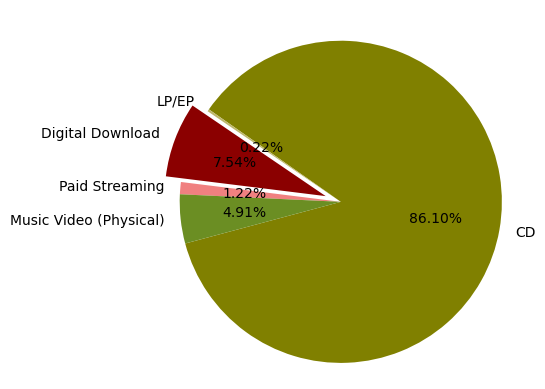 LP/EP
0.22%
Digital Download
7.54%
Paid Streaming
1.22%
Music Video (Physical)
4.91%
CD
86.10%